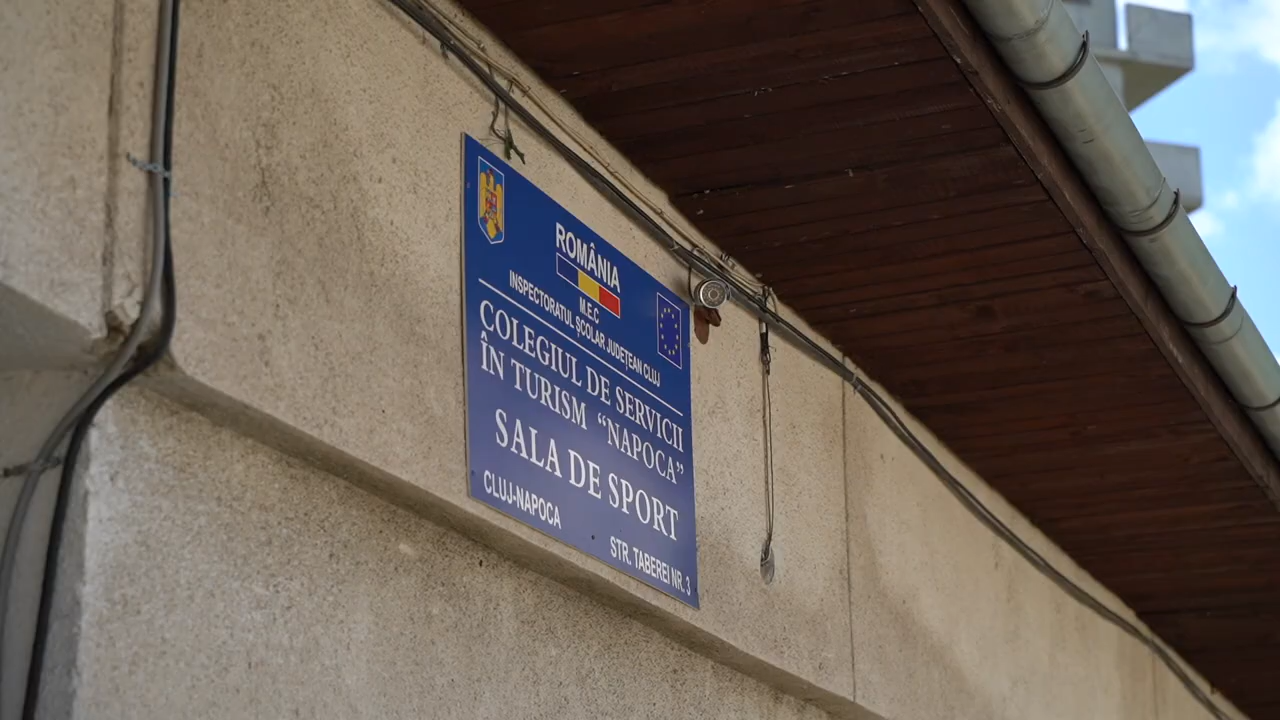 ROMÂNIA
M.E.C
INSPECTORATUL ȘCOLAR JUDEȚEAN CLUJ
COLEGIUL DE SERVICII
ÎN TURISM “NAPOCA”
SALA DE SPORT
CLUJ-NAPOCA
STR. TABEREI NR. 3